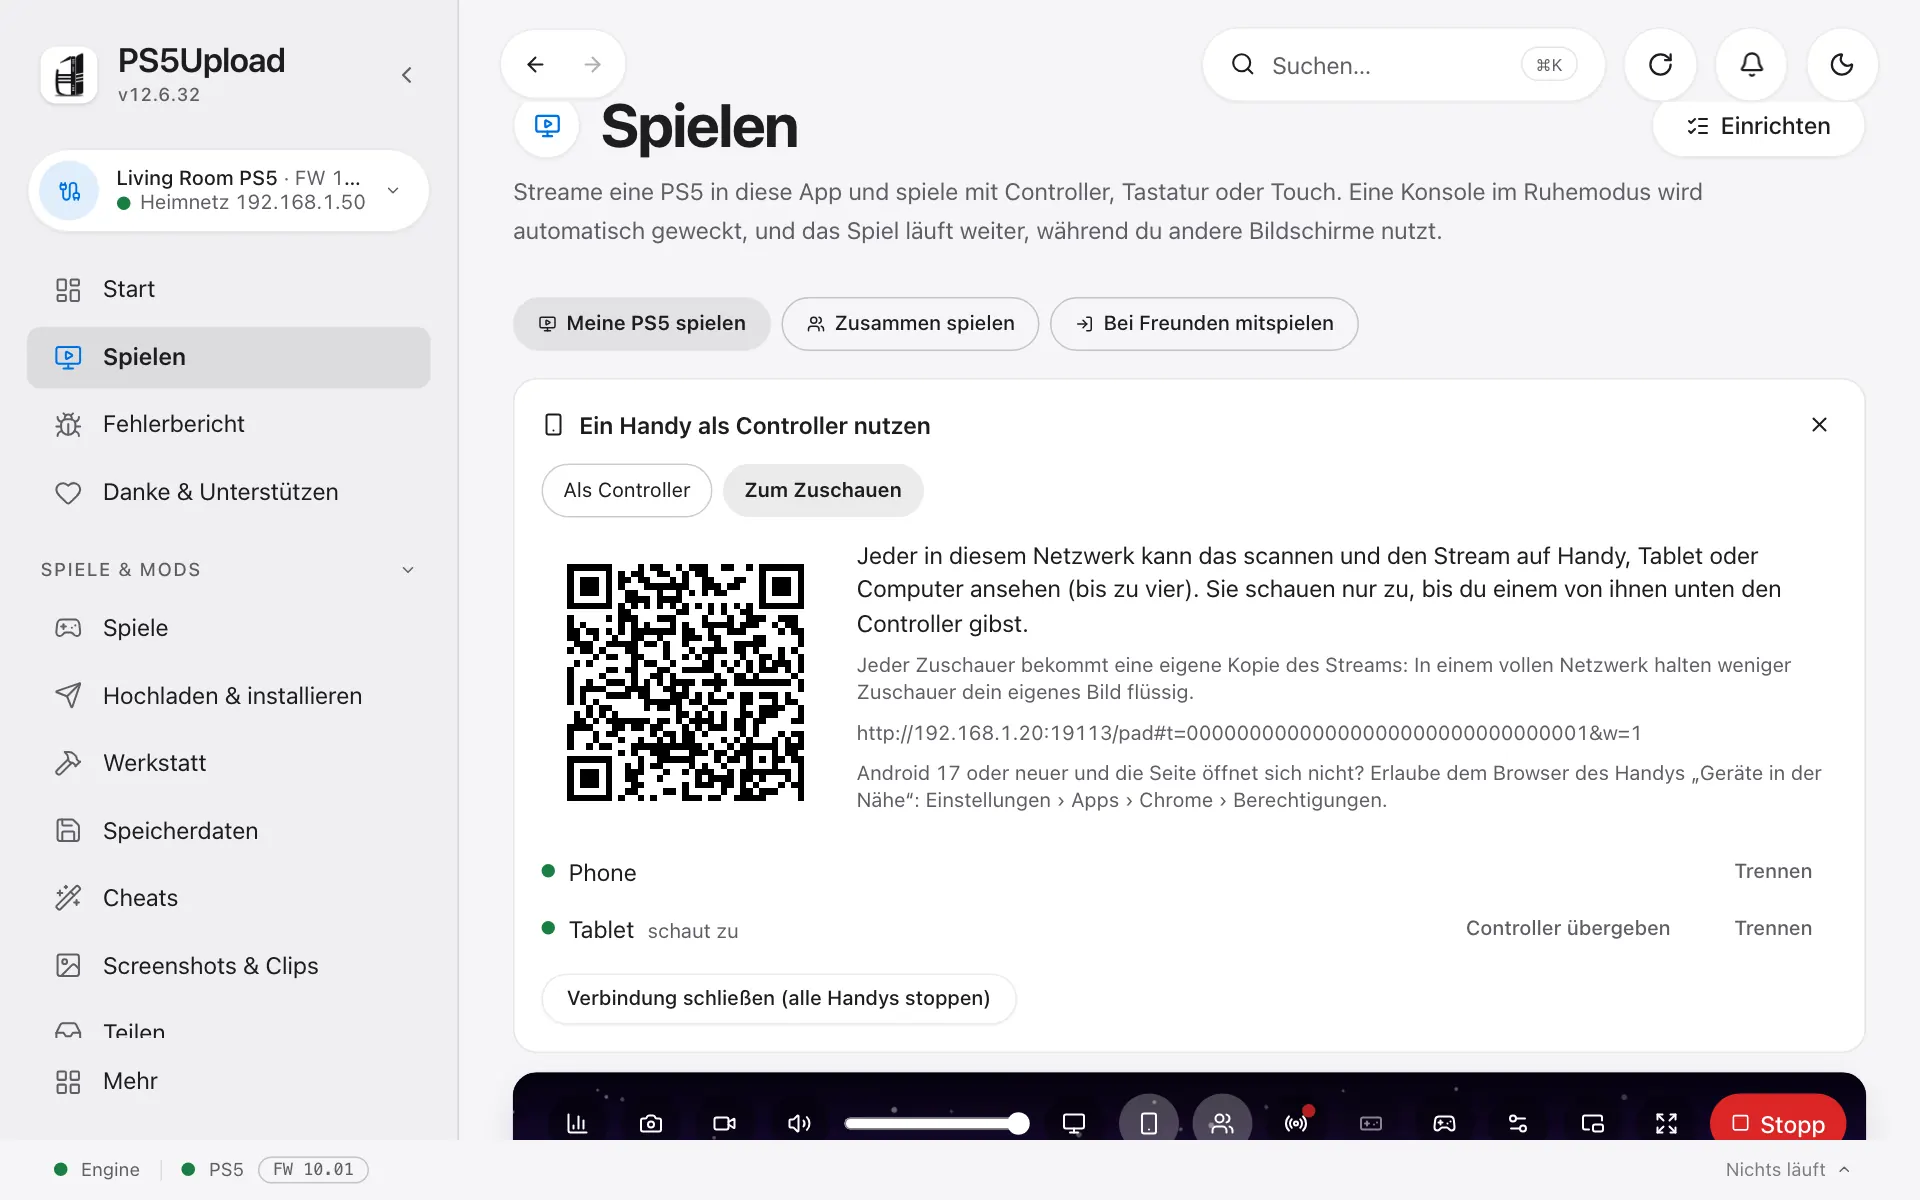 PS5Upload
v12.6.32
Living Room PS5 · FW 1...
Heimnetz 192.168.1.50
Start
Spielen
Fehlerbericht
Danke & Unterstützen
SPIELE & MODS
Spiele
Hochladen & installieren
Werkstatt
Speicherdaten
Cheats
Screenshots & Clips
Teilen
Mehr
Suchen...
⌘K
Spielen
Einrichten
Streame eine PS5 in diese App und spiele mit Controller, Tastatur oder Touch. Eine Konsole im Ruhemodus wird
automatisch geweckt, und das Spiel läuft weiter, während du andere Bildschirme nutzt.
Meine PS5 spielen
Zusammen spielen
Bei Freunden mitspielen
Ein Handy als Controller nutzen
Als Controller
Zum Zuschauen
Jeder in diesem Netzwerk kann das scannen und den Stream auf Handy, Tablet oder
Computer ansehen (bis zu vier). Sie schauen nur zu, bis du einem von ihnen unten den
Controller gibst.
Jeder Zuschauer bekommt eine eigene Kopie des Streams: In einem vollen Netzwerk halten weniger
Zuschauer dein eigenes Bild flüssig.
http://192.168.1.20:19113/pad#t=00000000000000000000000000000001&w=1
Android 17 oder neuer und die Seite öffnet sich nicht? Erlaube dem Browser des Handys „Geräte in der
Nähe“: Einstellungen › Apps › Chrome › Berechtigungen.
Phone
Trennen
Tablet schaut zu
Controller übergeben
Trennen
Verbindung schließen (alle Handys stoppen)
Stopp
Engine
PS5
FW 10.01
Nichts läuft